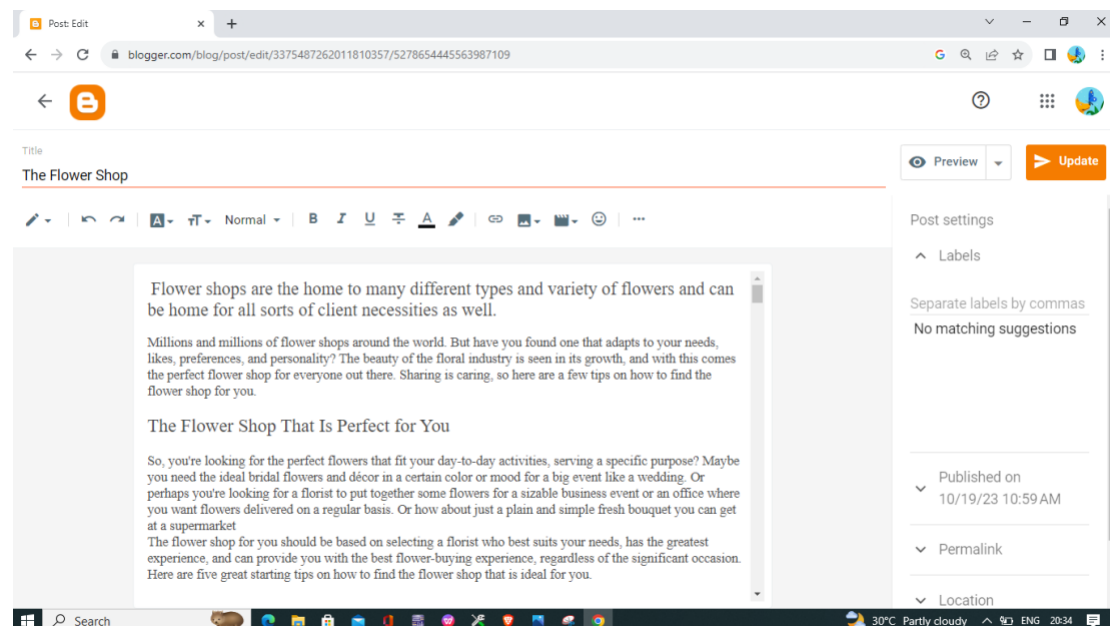 Post: Edit
blogger.com/blog/post/edit/3375487262011810357/5278654445563987109
Title
The Flower Shop
Preview
Update
Normal
B I U A
Post settings
Labels
Separate labels by commas
No matching suggestions
Flower shops are the home to many different types and variety of flowers and can
be home for all sorts of client necessities as well.
Millions and millions of flower shops around the world. But have you found one that adapts to your needs,
likes, preferences, and personality? The beauty of the floral industry is seen in its growth, and with this comes
the perfect flower shop for everyone out there. Sharing is caring, so here are a few tips on how to find the
flower shop for you.
The Flower Shop That Is Perfect for You
So, you're looking for the perfect flowers that fit your day-to-day activities, serving a specific purpose? Maybe
you need the ideal bridal flowers and décor in a certain color or mood for a big event like a wedding. Or
perhaps you're looking for a florist to put together some flowers for a sizable business event or an office where
you want flowers delivered on a regular basis. Or how about just a plain and simple fresh bouquet you can get
at a supermarket
The flower shop for you should be based on selecting a florist who best suits your needs, has the greatest
experience, and can provide you with the best flower-buying experience, regardless of the significant occasion.
Here are five great starting tips on how to find the flower shop that is ideal for you.
Published on
10/19/23 10:59 AM
Permalink
Location
Search
30°C Partly cloudy
ENG
20:34